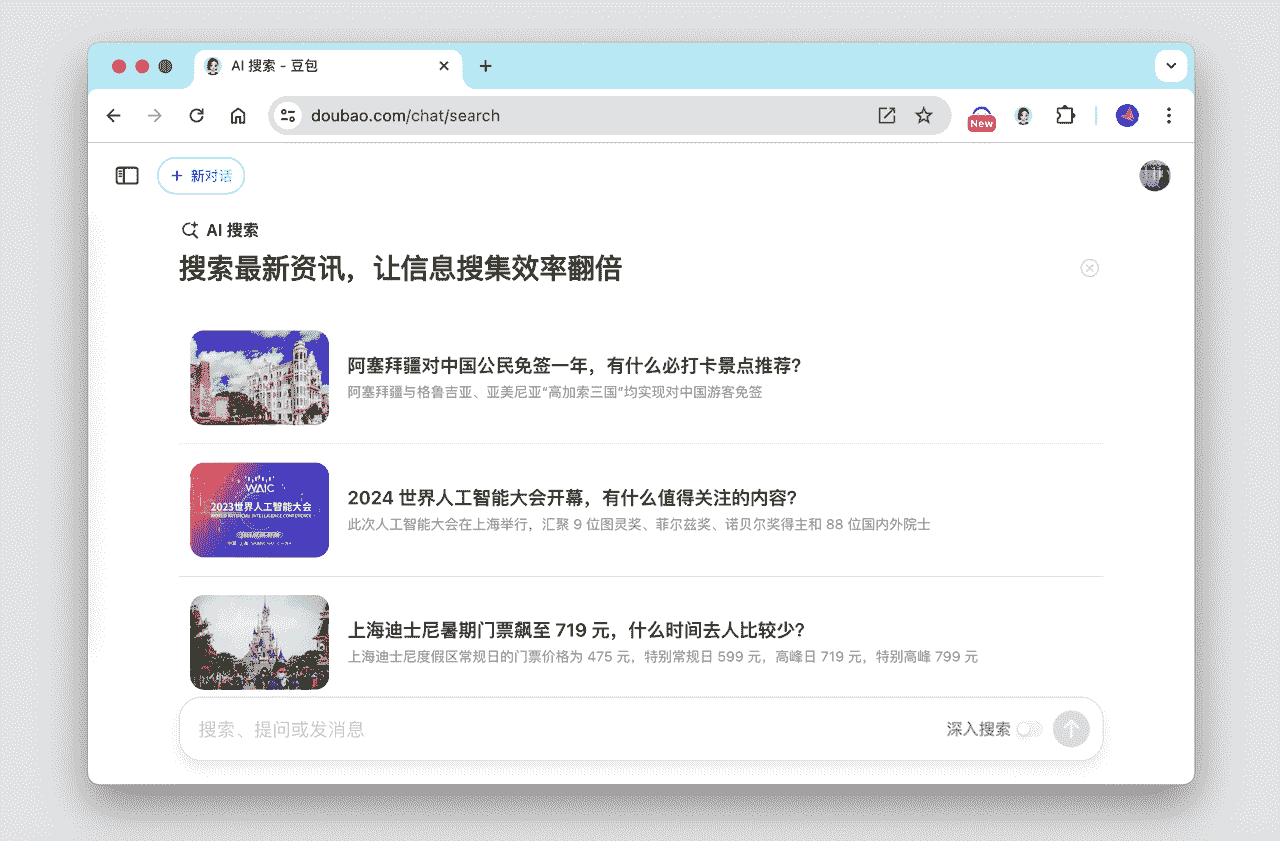 AI 搜索 - 豆包
doubao.com/chat/search
New
新对话
AI 搜索
搜索最新资讯，让信息搜集效率翻倍
阿塞拜疆对中国公民免签一年，有什么必打卡景点推荐?
阿塞拜疆与格鲁吉亚、亚美尼亚“高加索三国”均实现对中国游客免签
WAIC
2023世界人工智能大会
WORLD ARTIFICIAL INTELLIGENCE CONFERENCE
2024 世界人工智能大会开幕，有什么值得关注的内容?
此次人工智能大会在上海举行，汇聚 9 位图灵奖、菲尔兹奖、诺贝尔奖得主和 88 位国内外院士
上海迪士尼暑期门票飙至 719 元，什么时间去人比较少?
上海迪士尼度假区常规日的门票价格为 475 元，特别常规日 599 元，高峰日 719 元，特别高峰 799 元
搜索、提问或发消息
深入搜索